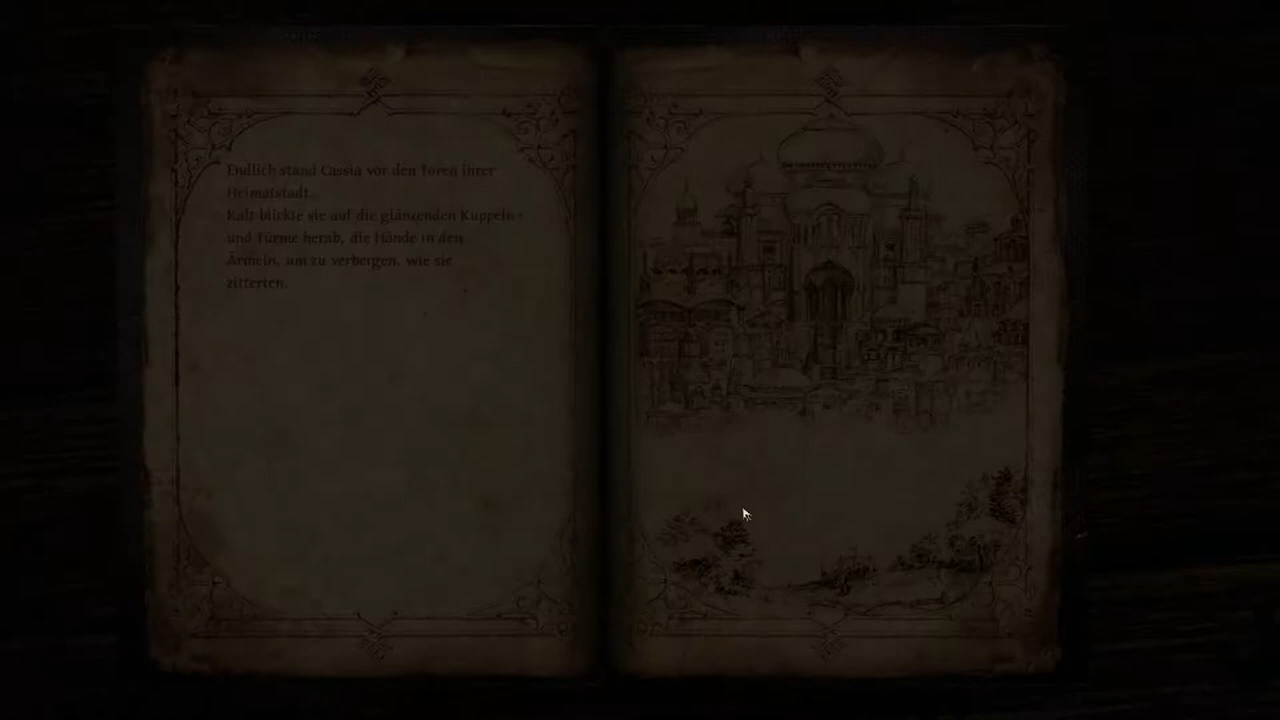 Endlich stand Cassia vor den Toren ihrer
Heimatstadt.
Kalt blickte sie auf die glänzenden Kuppeln
und Türme herab, die Hände in den
Ärmeln, um zu verbergen, wie sie
zitterten.